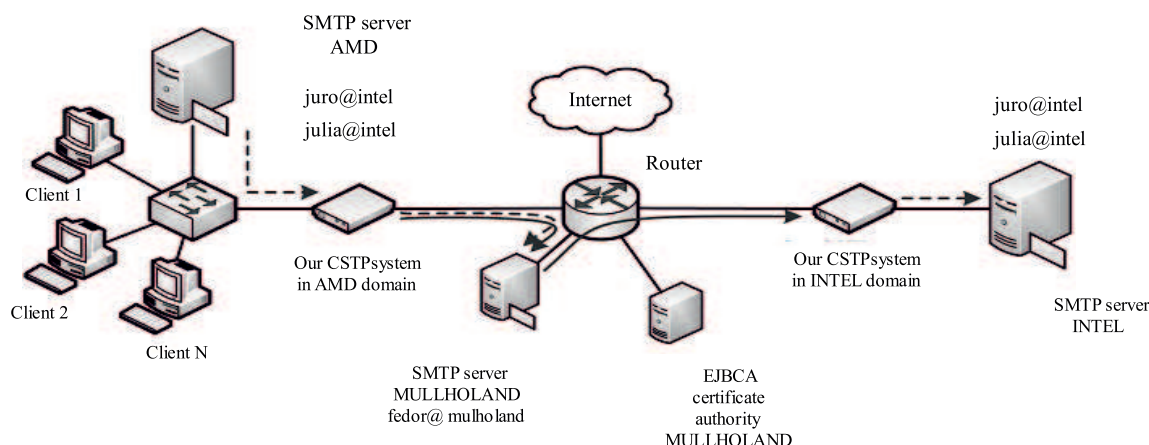 SMTP server
AMD
juro@intel
julia@intel
Internet
juro@intel
julia@intel
Router
Client 1
Our CSTPsystem
in AMD domain
Our CSTPsystem
in INTEL domain
Client 2
SMTP server
INTEL
Client N
SMTP server
MULLHOLAND
fedor@ mulholand
EJBCA
certificate
authority
MULLHOLAND